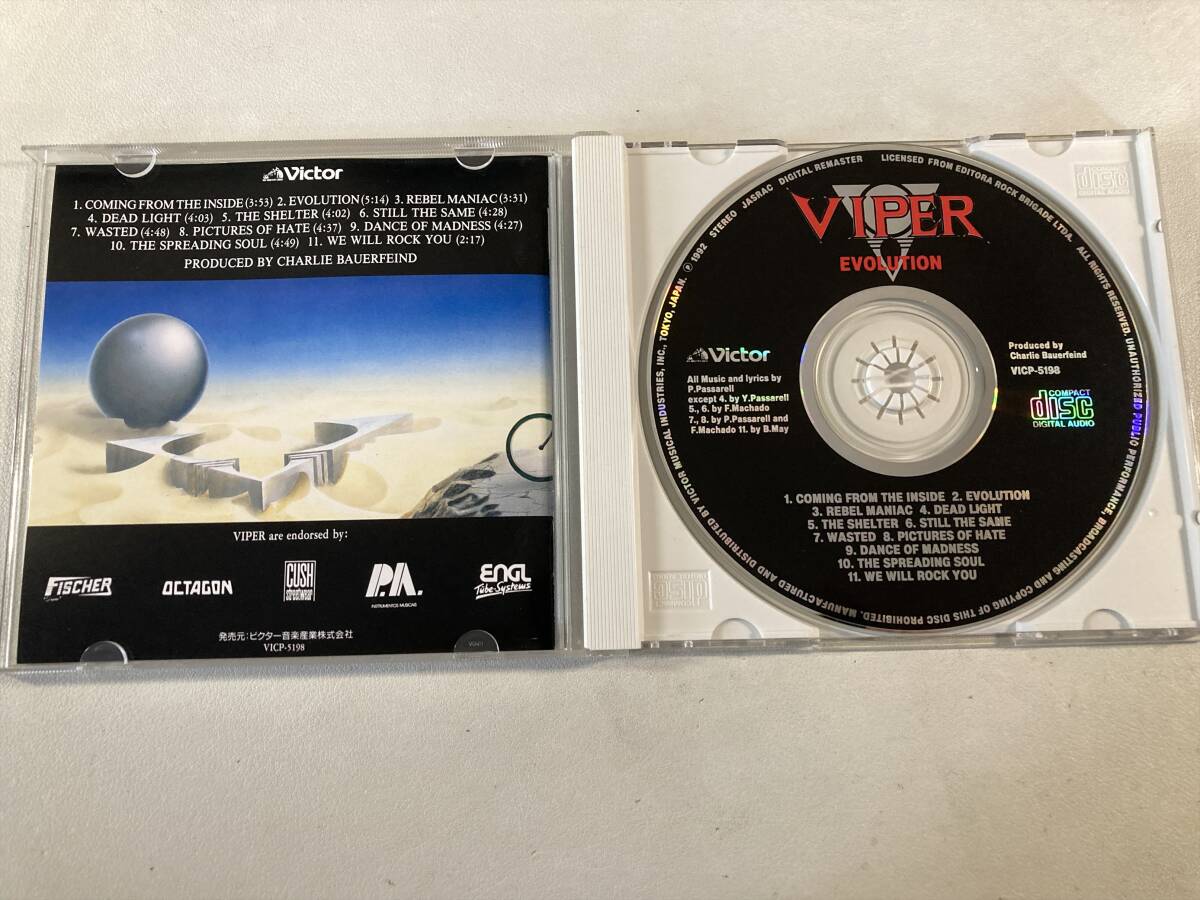 Victor
1. COMING FROM THE INSIDE (3:53) 2. EVOLUTION (5:14) 3. REBEL MANIAC (3:31)
4. DEAD LIGHT (4:03) 5. THE SHELTER (4:02) 6. STILL THE SAME (4:28)
7. WASTED (4:48) 8. PICTURES OF HATE (4:37) 9. DANCE OF MADNESS (4:27)
10. THE SPREADING SOUL (4:49) 11. WE WILL ROCK YOU (2:17)
PRODUCED BY CHARLIE BAUERFEIND
VIPER are endorsed by:
FISCHER
OCTAGON
CUSH
streetwear
P.A.
INSTRUMENTOS MUSICAIS
ENGL
Tube-Systems
発売元:ビクター音楽産業株式会社
VICP-5198
℗ 1992 STEREO JASRAC DIGITAL REMASTER LICENSED FROM EDITORA ROCK BRIGADE LTDA. ALL RIGHTS RESERVED. UNAUTHORIZED PUBLIC PERFORMANCE, BROADCASTING AND COPYING OF THIS DISC PROHIBITED. MANUFACTURED AND DISTRIBUTED BY VICTOR MUSICAL INDUSTRIES, INC., TOKYO, JAPAN.
VIPER
EVOLUTION
Victor
All Music and lyrics by
P.Passarell
except 4. by Y.Passarell
5., 6. by F.Machado
7., 8. by P.Passarell and
F.Machado 11. by B.May
Produced by
Charlie Bauerfeind
VICP-5198
COMPACT
disc
DIGITAL AUDIO
1. COMING FROM THE INSIDE 2. EVOLUTION
3. REBEL MANIAC 4. DEAD LIGHT
5. THE SHELTER 6. STILL THE SAME
7. WASTED 8. PICTURES OF HATE
9. DANCE OF MADNESS
10. THE SPREADING SOUL
11. WE WILL ROCK YOU
COMPACT
disc
DIGITAL AUDIO
COMPACT
disc